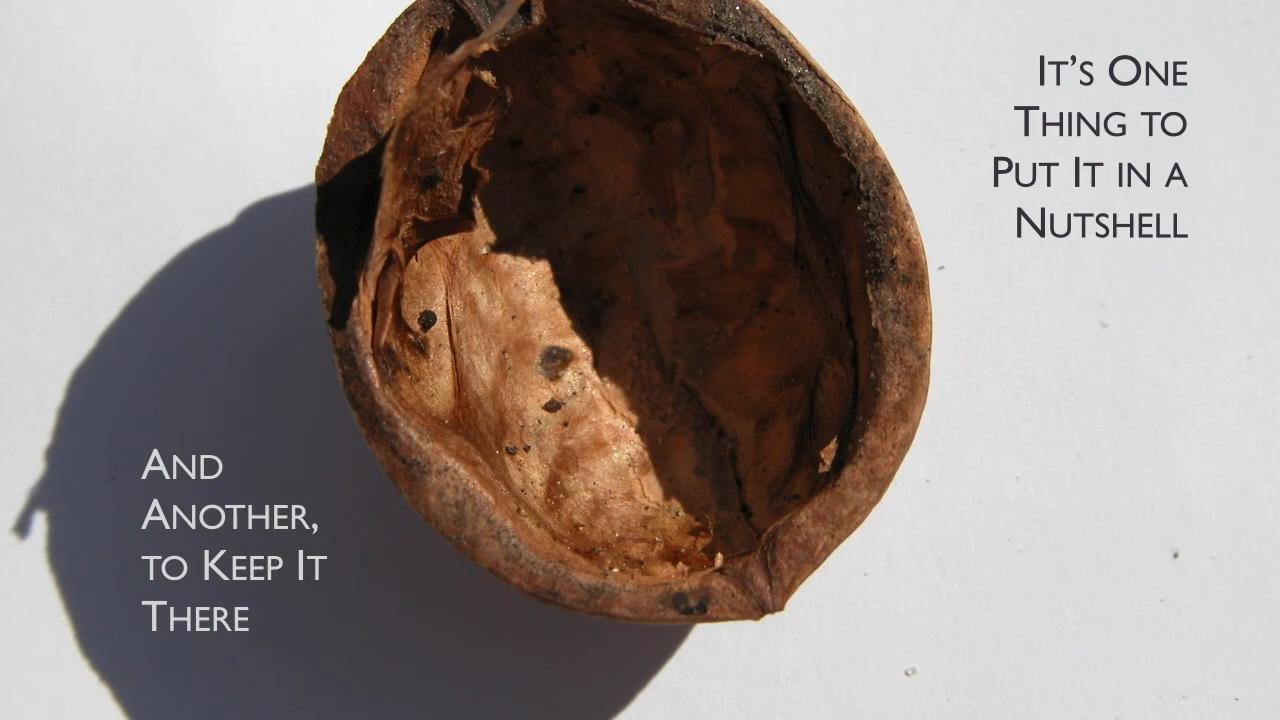 It's One
Thing to
Put It in a
Nutshell
And
Another,
to Keep It
There